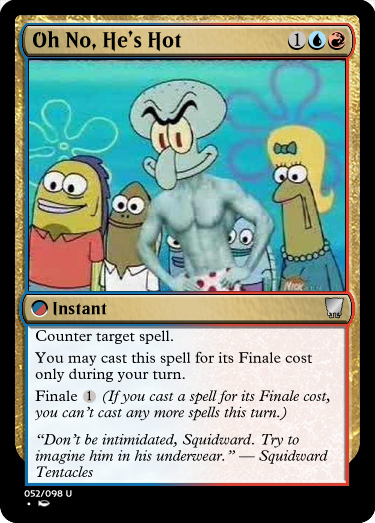 Oh No, He's Hot 1
Instant
Counter target spell.
You may cast this spell for its Finale cost
only during your turn.
Finale 1 (If you cast a spell for its Finale cost,
you can't cast any more spells this turn.)
"Don't be intimidated, Squidward. Try to
imagine him in his underwear." — Squidward
Tentacles
052/098 U